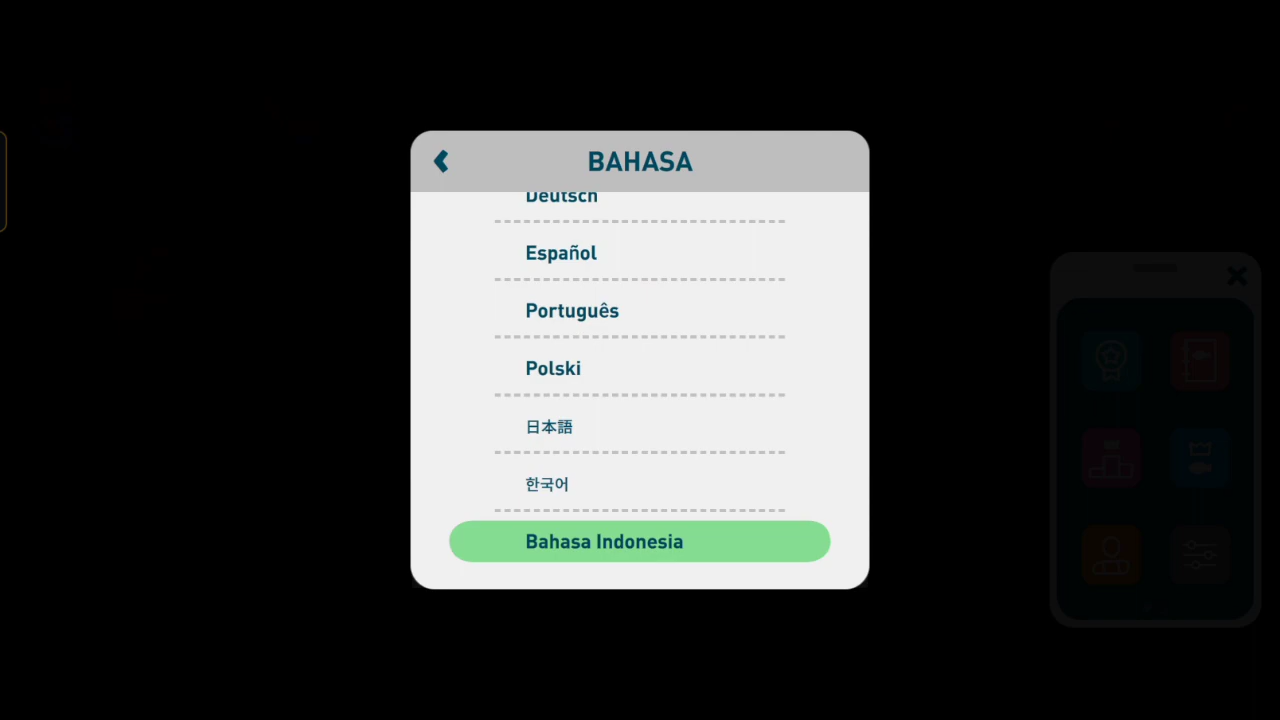 BAHASA
Deutsch
Español
Português
Polski
日本語
한국어
Bahasa Indonesia